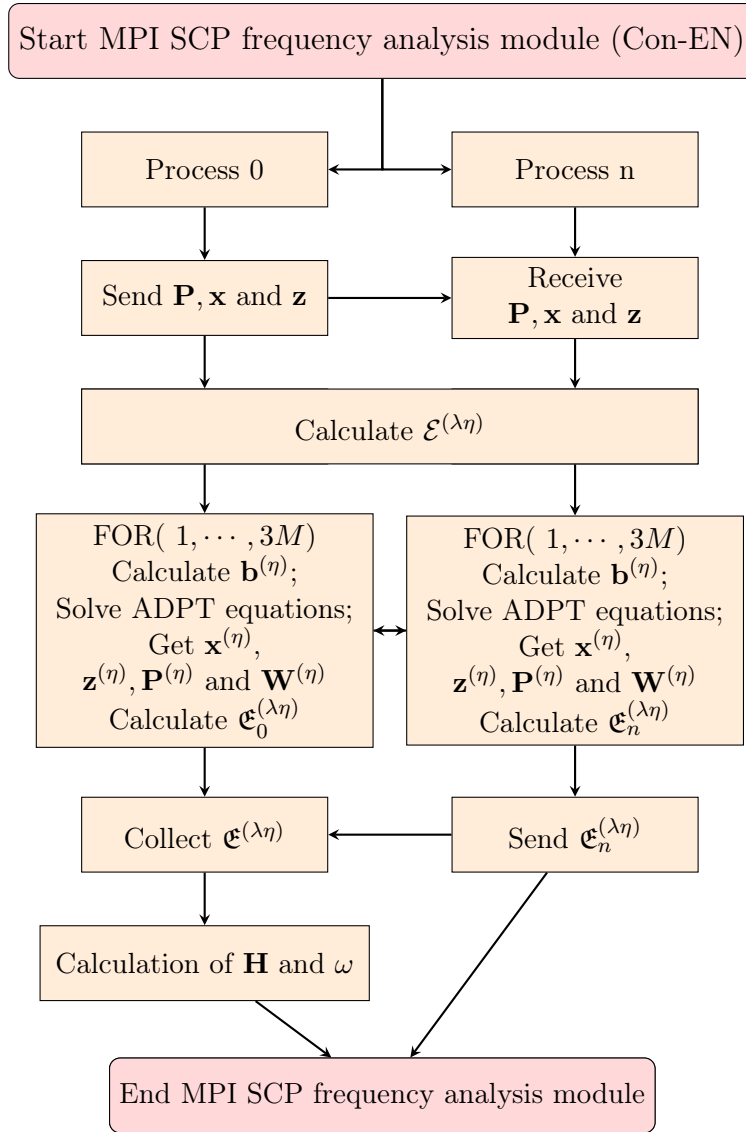 Start MPI SCP frequency analysis module (Con-EN)
Process 0
Process n
Send 𝐏, 𝐱 and 𝐳
Receive
𝐏, 𝐱 and 𝐳
Calculate ℰ^(λη)
FOR( 1, ⋯ , 3M)
Calculate 𝐛^(η);
Solve ADPT equations;
Get 𝐱^(η),
𝐳^(η), 𝐏^(η) and 𝐖^(η)
Calculate 𝕰_0^(λη)
FOR( 1, ⋯ , 3M)
Calculate 𝐛^(η);
Solve ADPT equations;
Get 𝐱^(η),
𝐳^(η), 𝐏^(η) and 𝐖^(η)
Calculate 𝕰_n^(λη)
Collect 𝕰^(λη)
Send 𝕰_n^(λη)
Calculation of 𝐇 and ω
End MPI SCP frequency analysis module